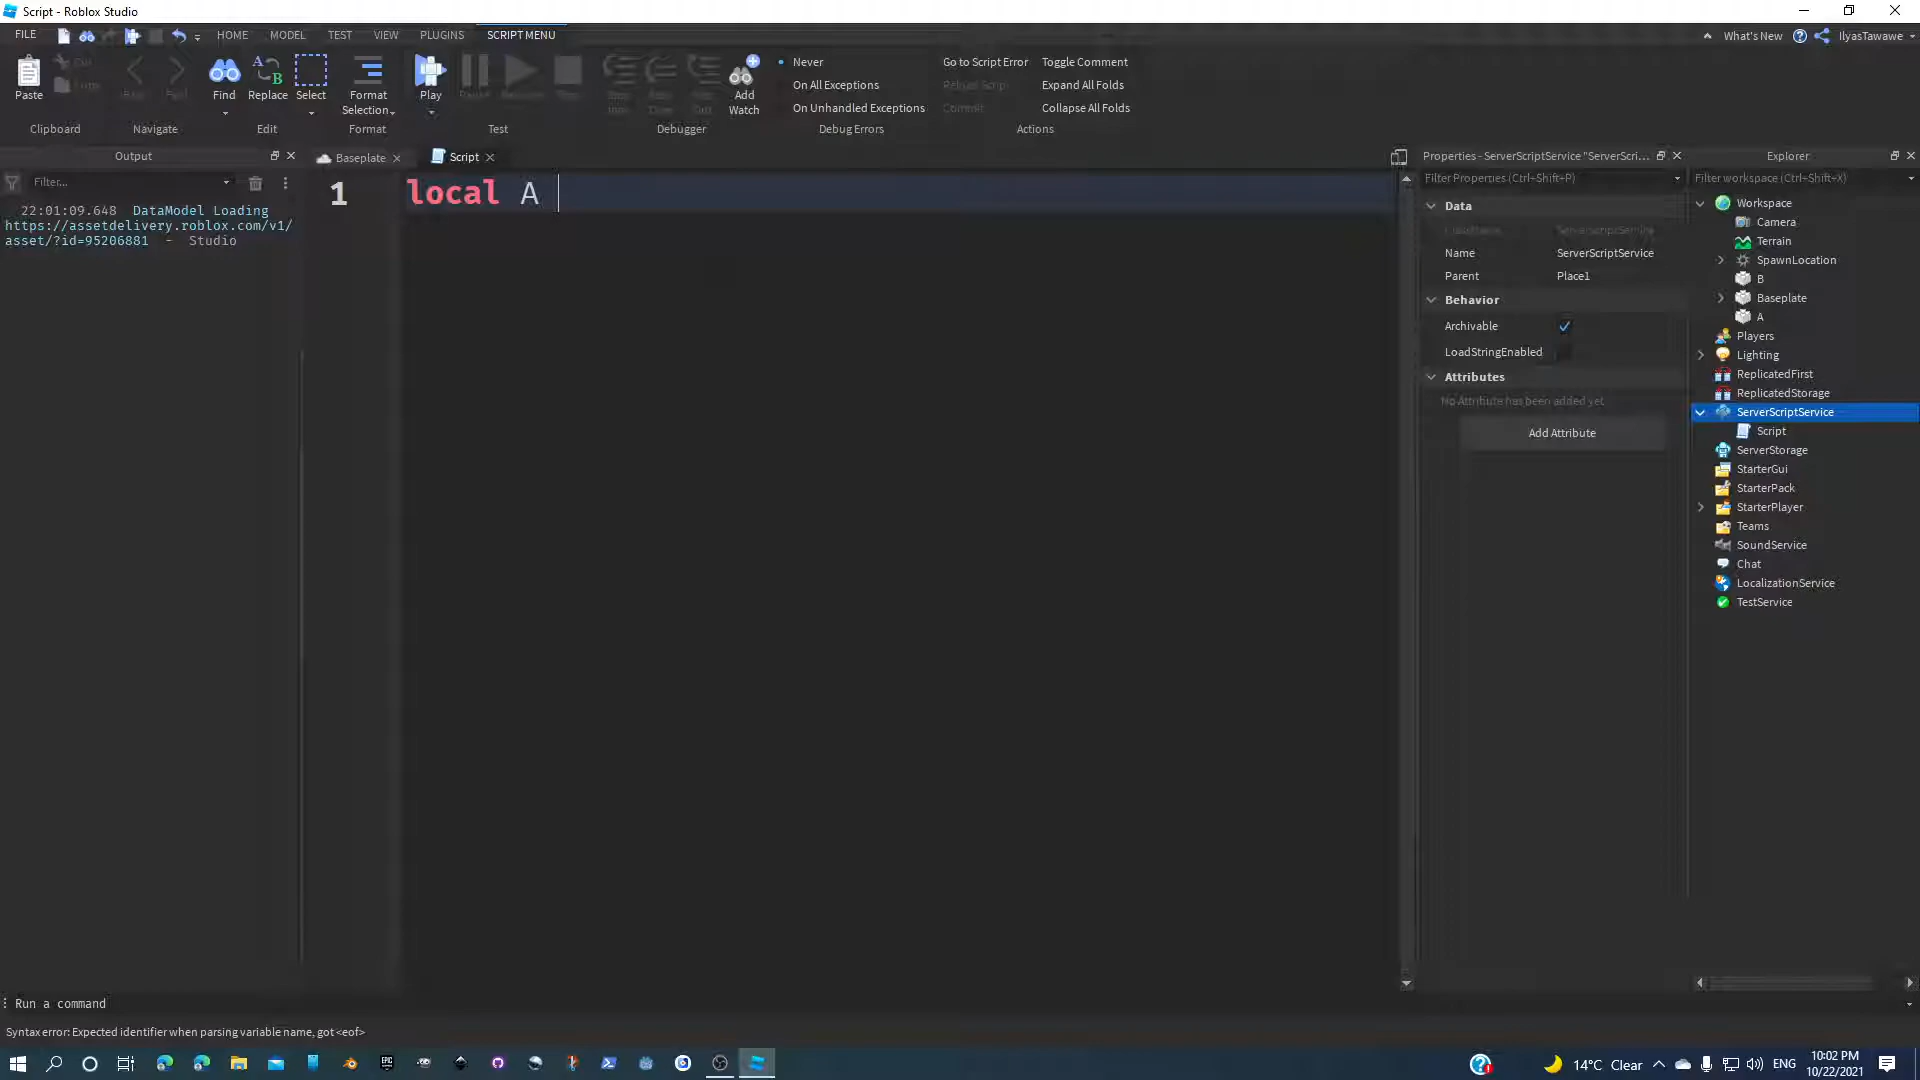 Script - Roblox Studio
FILE HOME MODEL TEST VIEW PLUGINS SCRIPT MENU What's New IlyasTawawe
Paste Find Replace Select Format Selection Play Add Watch
Never
On All Exceptions
On Unhandled Exceptions
Go to Script Error Toggle Comment
Reload Script Expand All Folds
Commit Collapse All Folds
Clipboard Navigate Edit Format Test Debugger Debug Errors Actions
Output
Filter...
22:01:09.648 DataModel Loading
https://assetdelivery.roblox.com/v1/
asset/?id=95206881 - Studio
Baseplate Script
1 local A
Properties - ServerScriptService "ServerScri...
Filter Properties (Ctrl+Shift+P)
Data
ClassName ServerScriptService
Name ServerScriptService
Parent Place1
Behavior
Archivable
LoadStringEnabled
Attributes
No Attribute has been added yet
Add Attribute
Explorer
Filter workspace (Ctrl+Shift+X)
Workspace
Camera
Terrain
SpawnLocation
B
Baseplate
A
Players
Lighting
ReplicatedFirst
ReplicatedStorage
ServerScriptService
Script
ServerStorage
StarterGui
StarterPack
StarterPlayer
Teams
SoundService
Chat
LocalizationService
TestService
Run a command
Syntax error: Expected identifier when parsing variable name, got <eof>
14°C Clear ENG
10:02 PM
10/22/2021